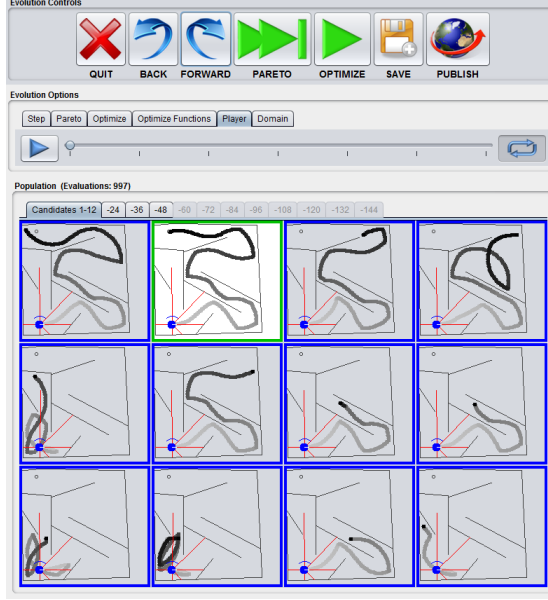 Evolution Controls
QUIT BACK FORWARD PARETO OPTIMIZE SAVE PUBLISH
Evolution Options
Step Pareto Optimize Optimize Functions Player Domain
Population (Evaluations: 997)
Candidates 1-12 -24 -36 -48 -60 -72 -84 -96 -108 -120 -132 -144